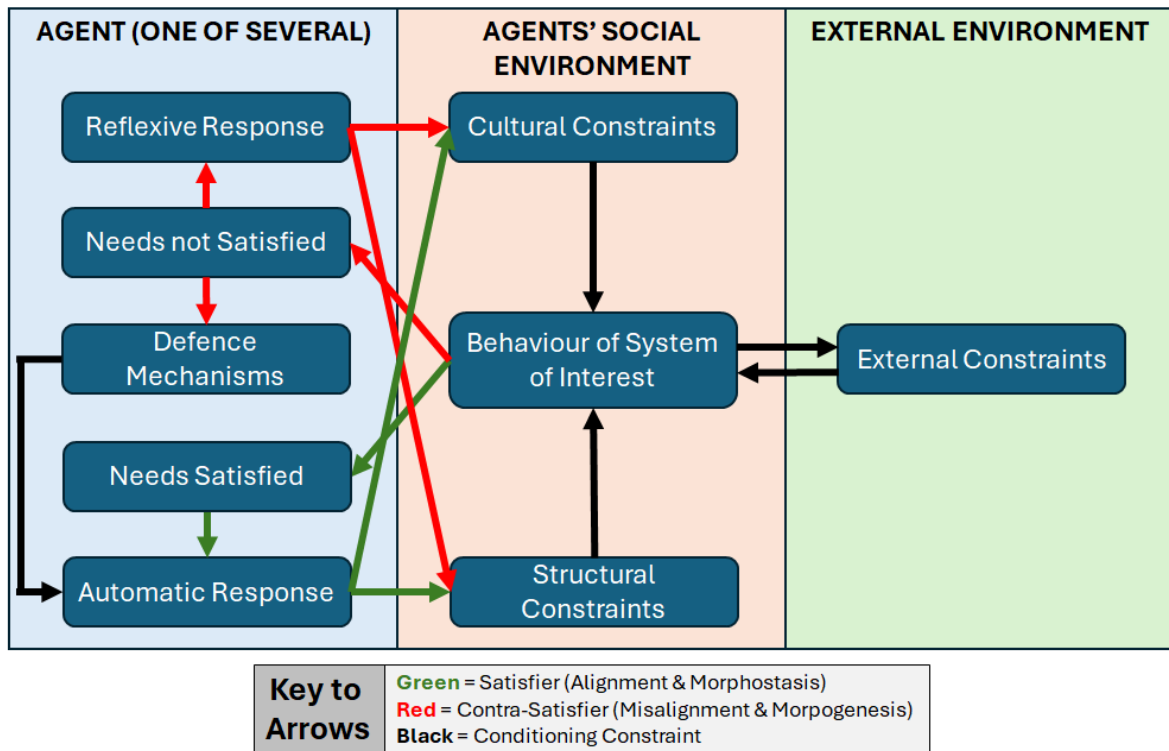 AGENT (ONE OF SEVERAL)
AGENTS’ SOCIAL
ENVIRONMENT
EXTERNAL ENVIRONMENT
Reflexive Response
Needs not Satisfied
Defence
Mechanisms
Needs Satisfied
Automatic Response
Cultural Constraints
Behaviour of System
of Interest
Structural
Constraints
External Constraints
Key to
Arrows
Green = Satisfier (Alignment & Morphostasis)
Red = Contra-Satisfier (Misalignment & Morpogenesis)
Black = Conditioning Constraint